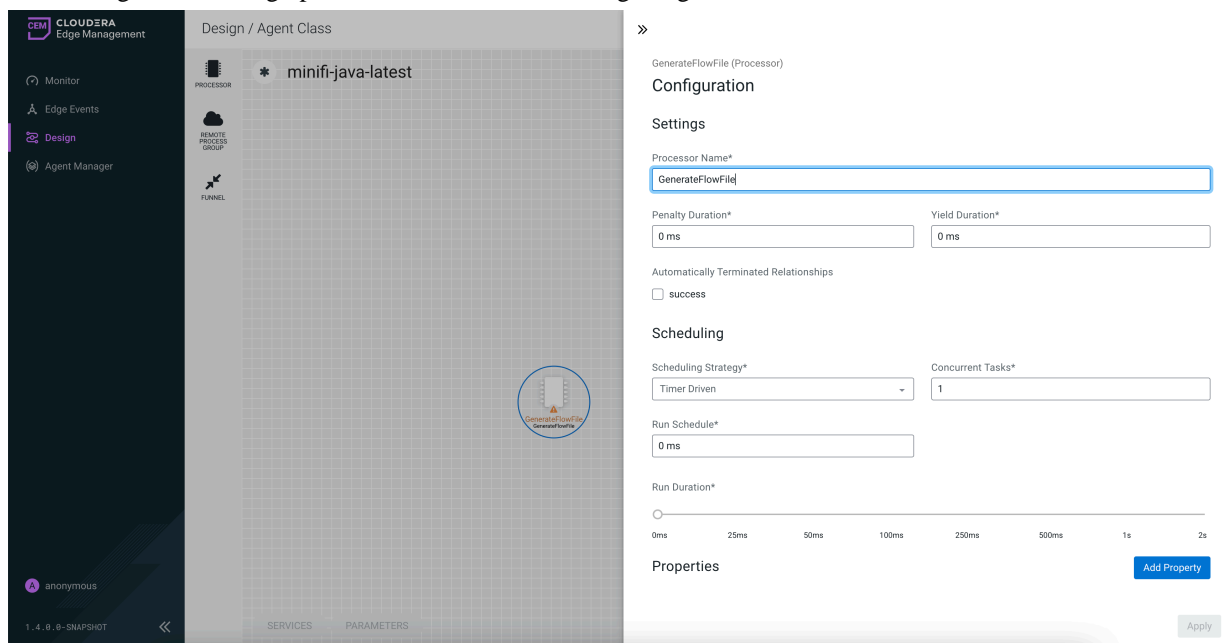 CEM
CLOUDERA
Edge Management
Monitor
Edge Events
Design
Agent Manager
A anonymous
1.4.0.0-SNAPSHOT
Design / Agent Class
PROCESSOR
REMOTE
PROCESS
GROUP
FUNNEL
minifi-java-latest
GenerateFlowFile
GenerateFlowFile
SERVICES PARAMETERS
GenerateFlowFile (Processor)
Configuration
Settings
Processor Name*
GenerateFlowFile
Penalty Duration* Yield Duration*
0 ms 0 ms
Automatically Terminated Relationships
success
Scheduling
Scheduling Strategy* Concurrent Tasks*
Timer Driven 1
Run Schedule*
0 ms
Run Duration*
0ms 25ms 50ms 100ms 250ms 500ms 1s 2s
Properties Add Property
Apply